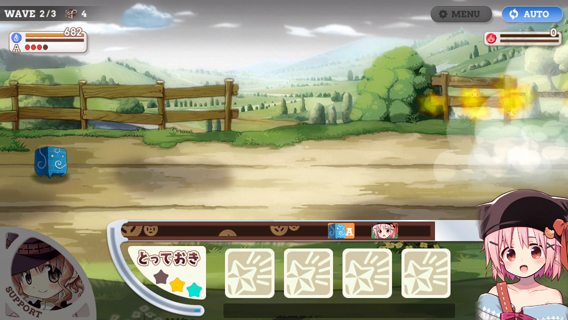 WAVE 2/3 4
MENU
AUTO
682
A
0
A
とっておき
SUPPORT